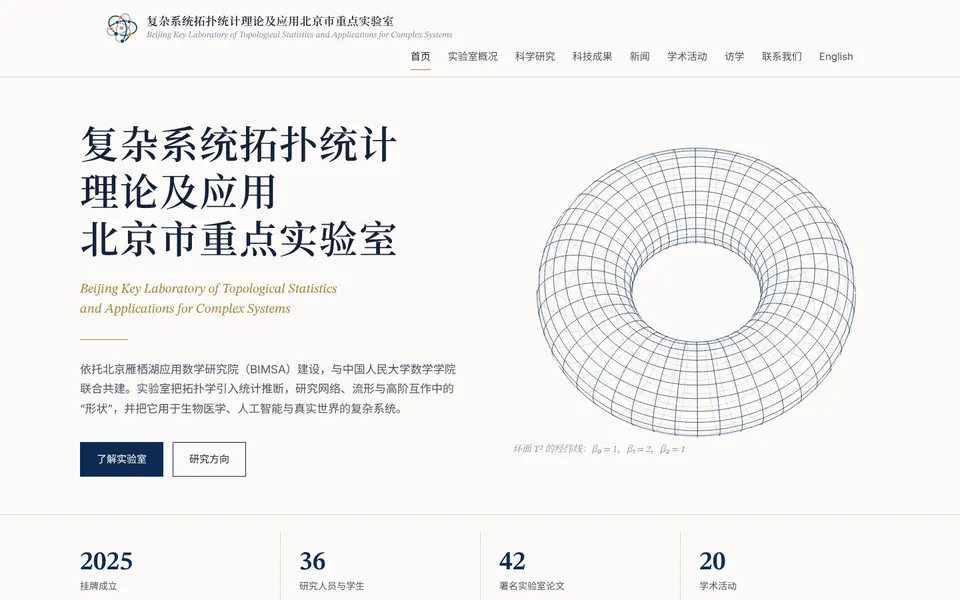 复杂系统拓扑统计理论及应用北京市重点实验室
Beijing Key Laboratory of Topological Statistics and Applications for Complex Systems
首页 实验室概况 科学研究 科技成果 新闻 学术活动 访学 联系我们 English
复杂系统拓扑统计
理论及应用
北京市重点实验室
Beijing Key Laboratory of Topological Statistics
and Applications for Complex Systems
依托北京雁栖湖应用数学研究院（BIMSA）建设，与中国人民大学数学学院
联合共建。实验室把拓扑学引入统计推断，研究网络、流形与高阶互作中的
“形状”，并把它用于生物医学、人工智能与真实世界的复杂系统。
了解实验室 研究方向
环面 T² 的经纬线：β₀ = 1，β₁ = 2，β₂ = 1
2025 36 42 20
挂牌成立 研究人员与学生 署名实验室论文 学术活动